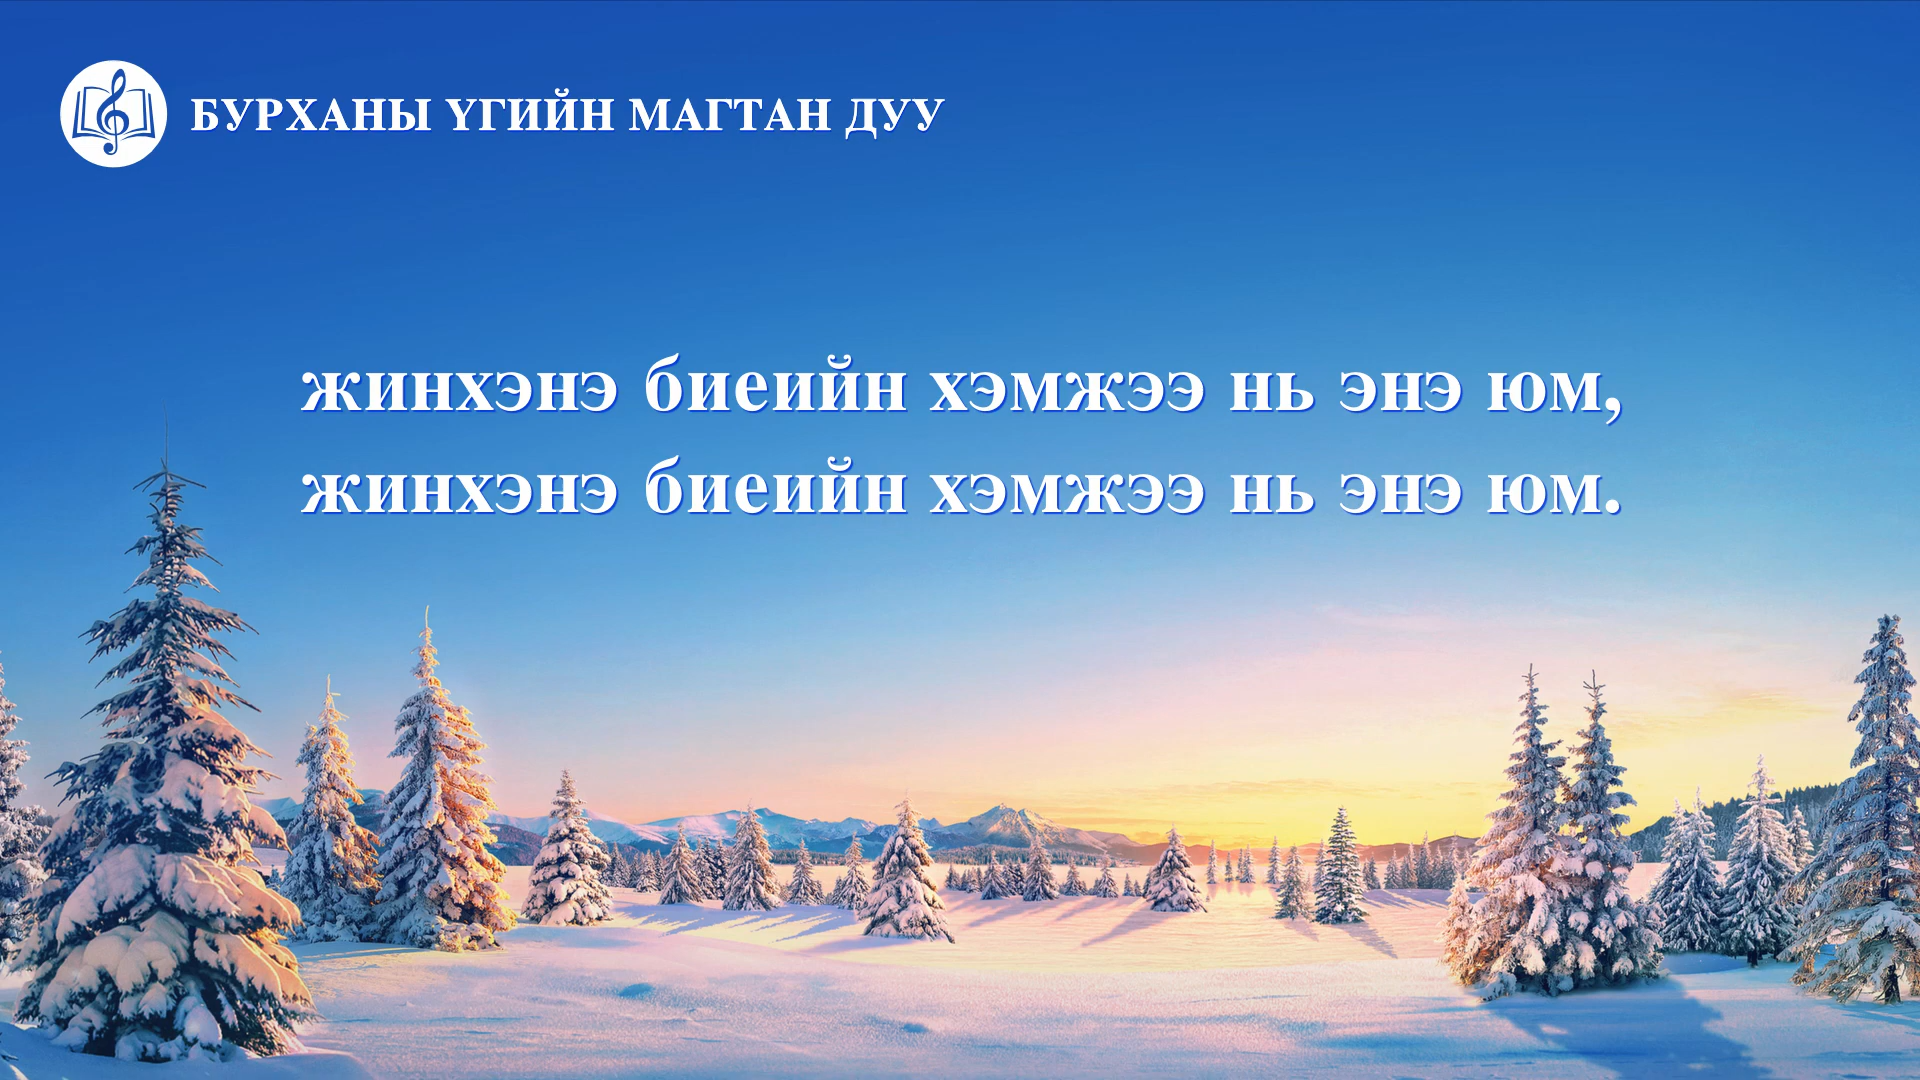 БУРХАНЫ ҮГИЙН МАГТАН ДУУ
жинхэнэ биеийн хэмжээ нь энэ юм,
жинхэнэ биеийн хэмжээ нь энэ юм.